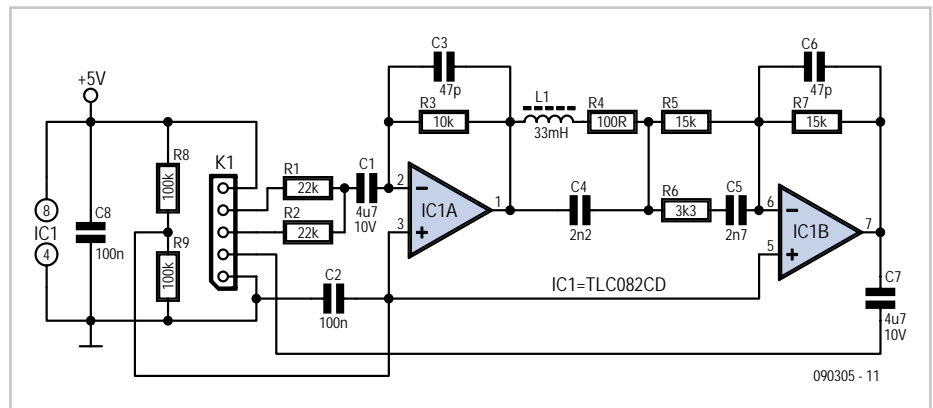 +5V
8
IC1
4
C8
100n
R8
100k
R9
100k
K1
R1
22k
R2
22k
C1
4u7
10V
C2
100n
C3
47p
R3
10k
2
3
1
IC1A
L1
33mH
R4
100R
C4
2n2
R5
15k
R6
3k3
C5
2n7
C6
47p
R7
15k
6
5
7
IC1B
IC1=TLC082CD
C7
4u7
10V
090305 - 11